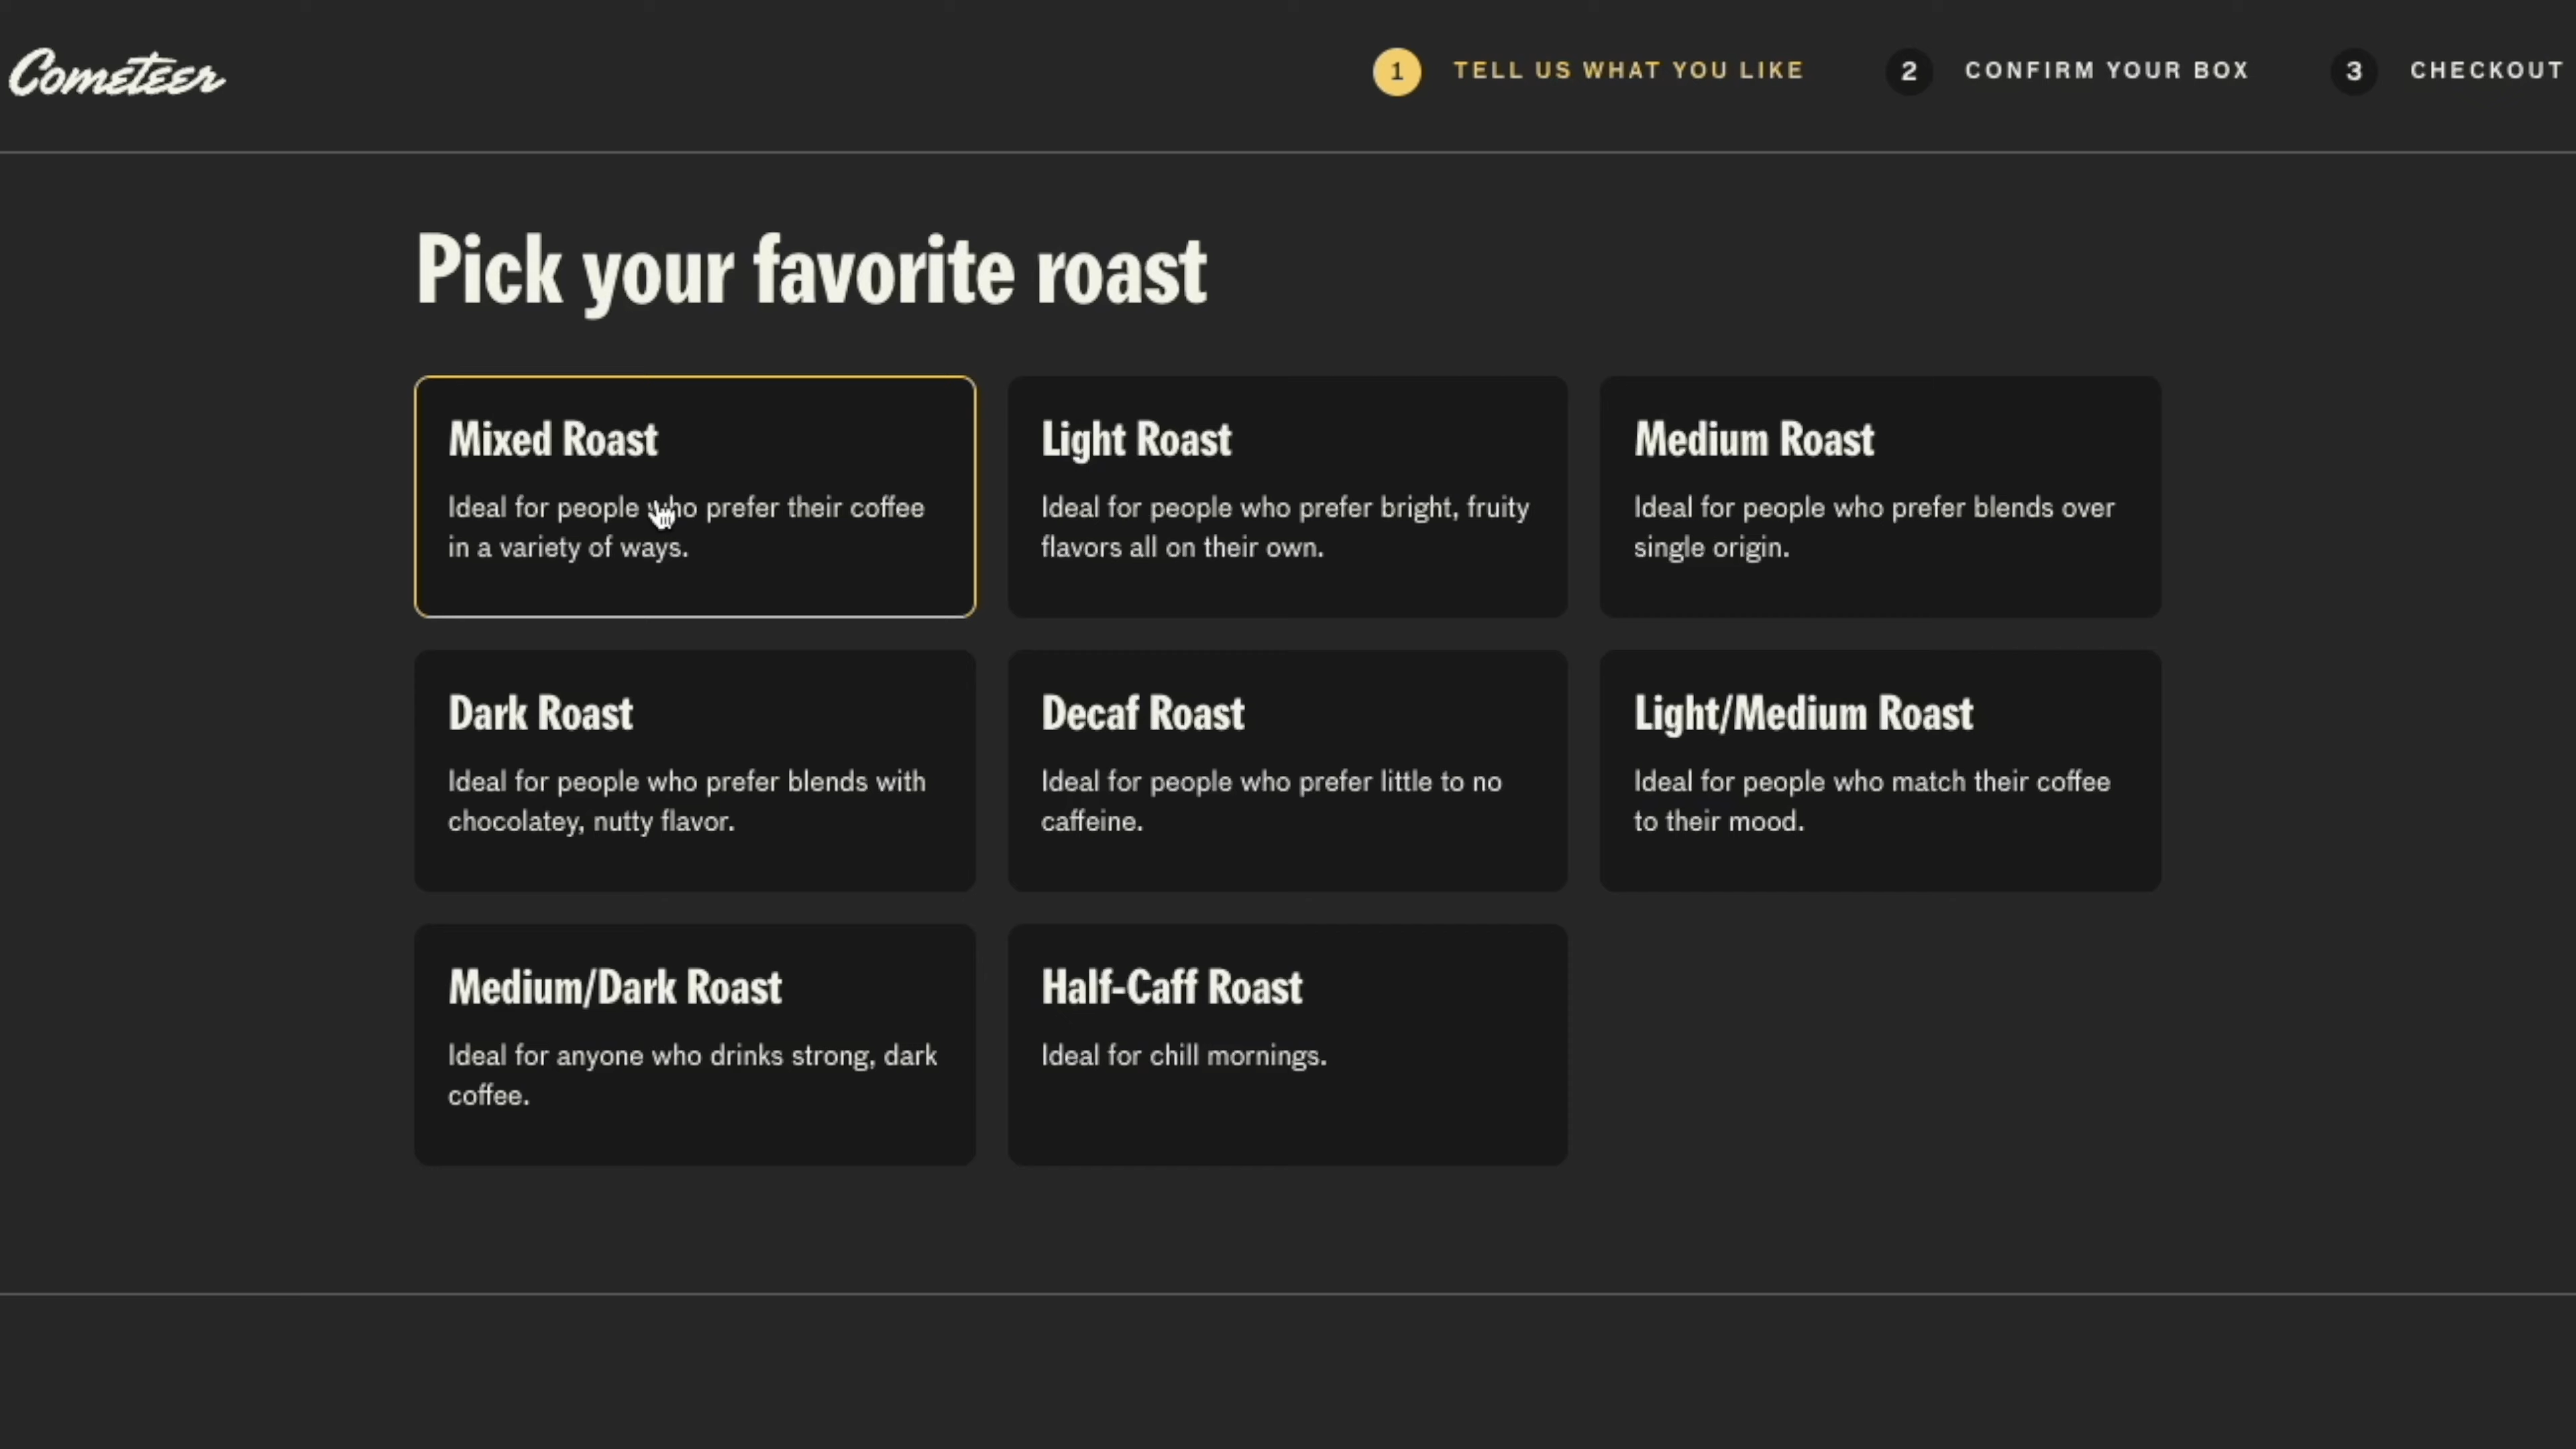 Cometeer
1 TELL US WHAT YOU LIKE 2 CONFIRM YOUR BOX 3 CHECKOUT
Pick your favorite roast
Mixed Roast
Ideal for people who prefer their coffee
in a variety of ways.
Light Roast
Ideal for people who prefer bright, fruity
flavors all on their own.
Medium Roast
Ideal for people who prefer blends over
single origin.
Dark Roast
Ideal for people who prefer blends with
chocolatey, nutty flavor.
Decaf Roast
Ideal for people who prefer little to no
caffeine.
Light/Medium Roast
Ideal for people who match their coffee
to their mood.
Medium/Dark Roast
Ideal for anyone who drinks strong, dark
coffee.
Half-Caff Roast
Ideal for chill mornings.